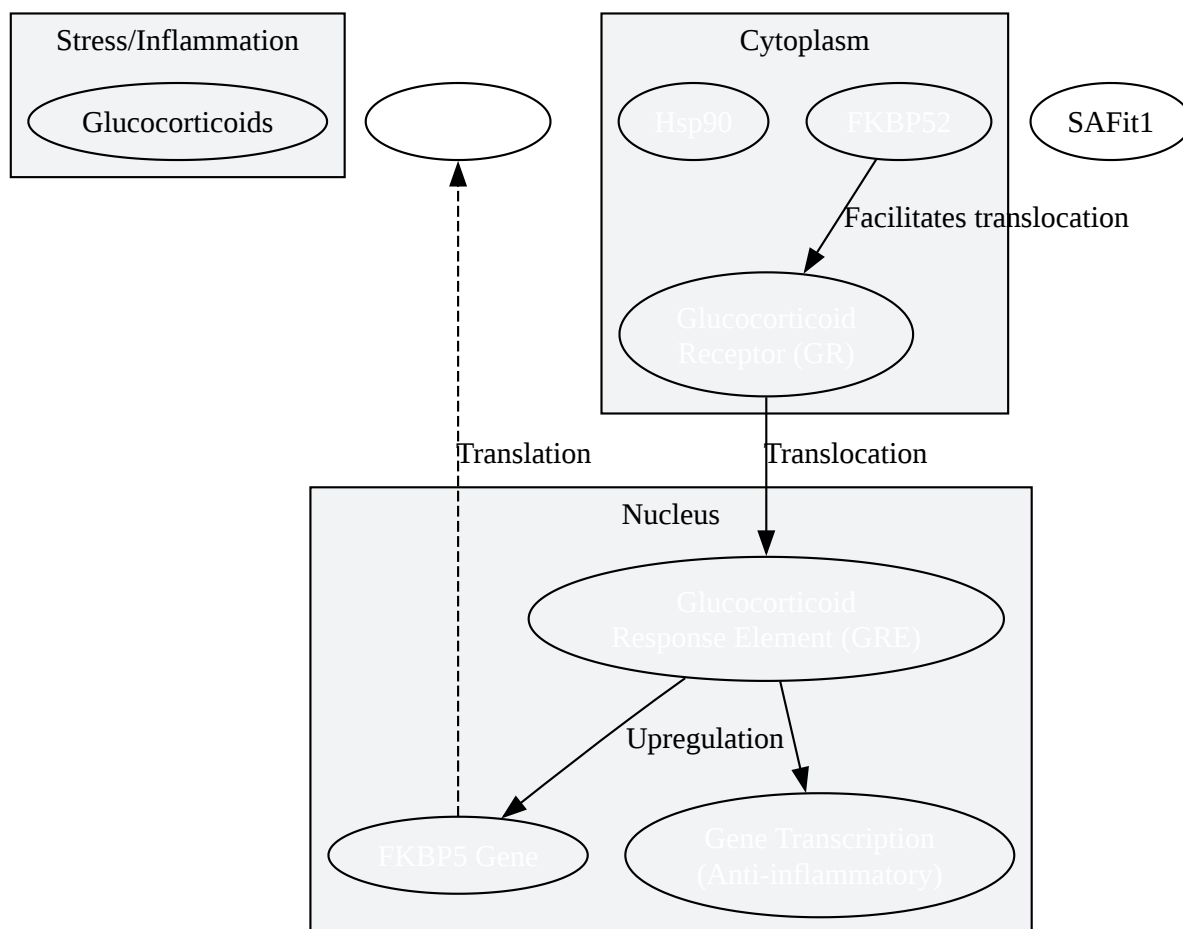 Stress/Inflammation
Cytoplasm
Glucocorticoids
Hsp90
FKBP52
SAFit1
Facilitates translocation
Glucocorticoid
Receptor (GR)
Translation
Translocation
Nucleus
Glucocorticoid
Response Element (GRE)
Upregulation
FKBP5 Gene
Gene Transcription
(Anti-inflammatory)